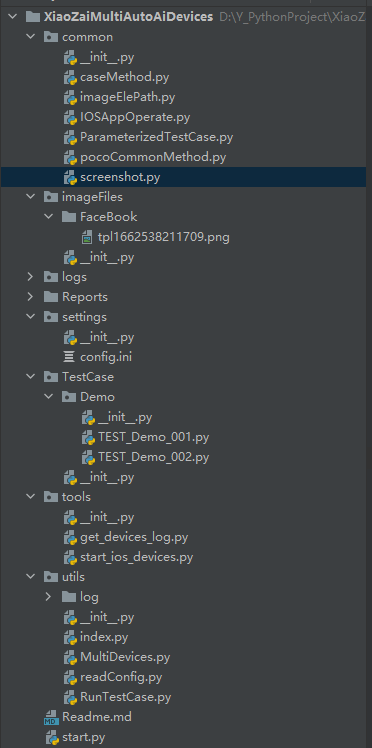 XiaoZaiMultiAutoAiDevices D:\Y_PythonProject\XiaoZ
common
__init__.py
caseMethod.py
imageElePath.py
IOSAppOperate.py
ParameterizedTestCase.py
pocoCommonMethod.py
screenshot.py
imageFiles
FaceBook
tpl1662538211709.png
__init__.py
logs
Reports
settings
__init__.py
config.ini
TestCase
Demo
__init__.py
TEST_Demo_001.py
TEST_Demo_002.py
__init__.py
tools
__init__.py
get_devices_log.py
start_ios_devices.py
utils
log
__init__.py
index.py
MultiDevices.py
readConfig.py
RunTestCase.py
MD Readme.md
start.py